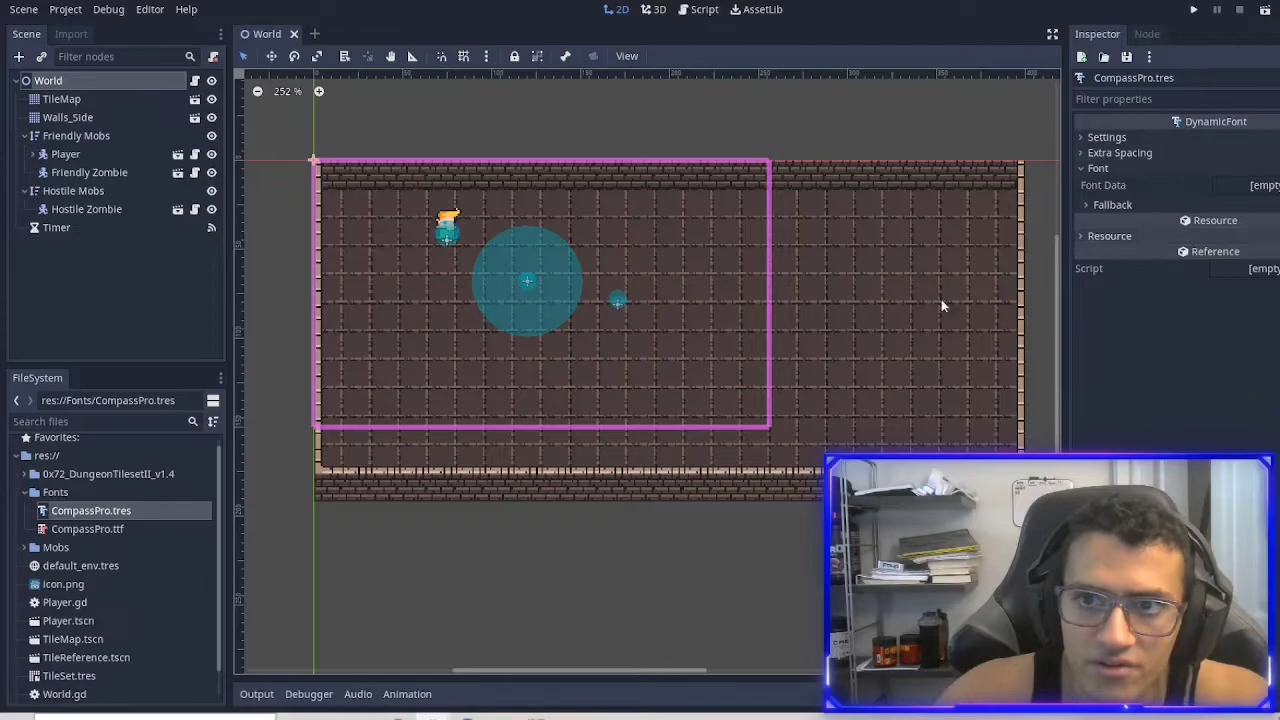 Scene Project Debug Editor Help
2D 3D Script AssetLib
Scene Import
World
Inspector Node
Filter nodes
View
World
CompassPro.tres
TileMap
252 %
Filter properties
Walls_Side
DynamicFont
Friendly Mobs
Settings
Player
Extra Spacing
Font
Hostile Mobs
Font Data [empty
Hostile Zombie
Fallback
Timer
Resource
Resource
Reference
Script [empty
FileSystem
res://Fonts/CompassPro.tres
Search files
Favorites:
res://
0x72_DungeonTilesetII_v1.4
Fonts
CompassPro.tres
CompassPro.ttf
Mobs
default_env.tres
icon.png
Player.gd
Player.tscn
TileMap.tscn
TileReference.tscn
TileSet.tres
World.gd
Output Debugger Audio Animation